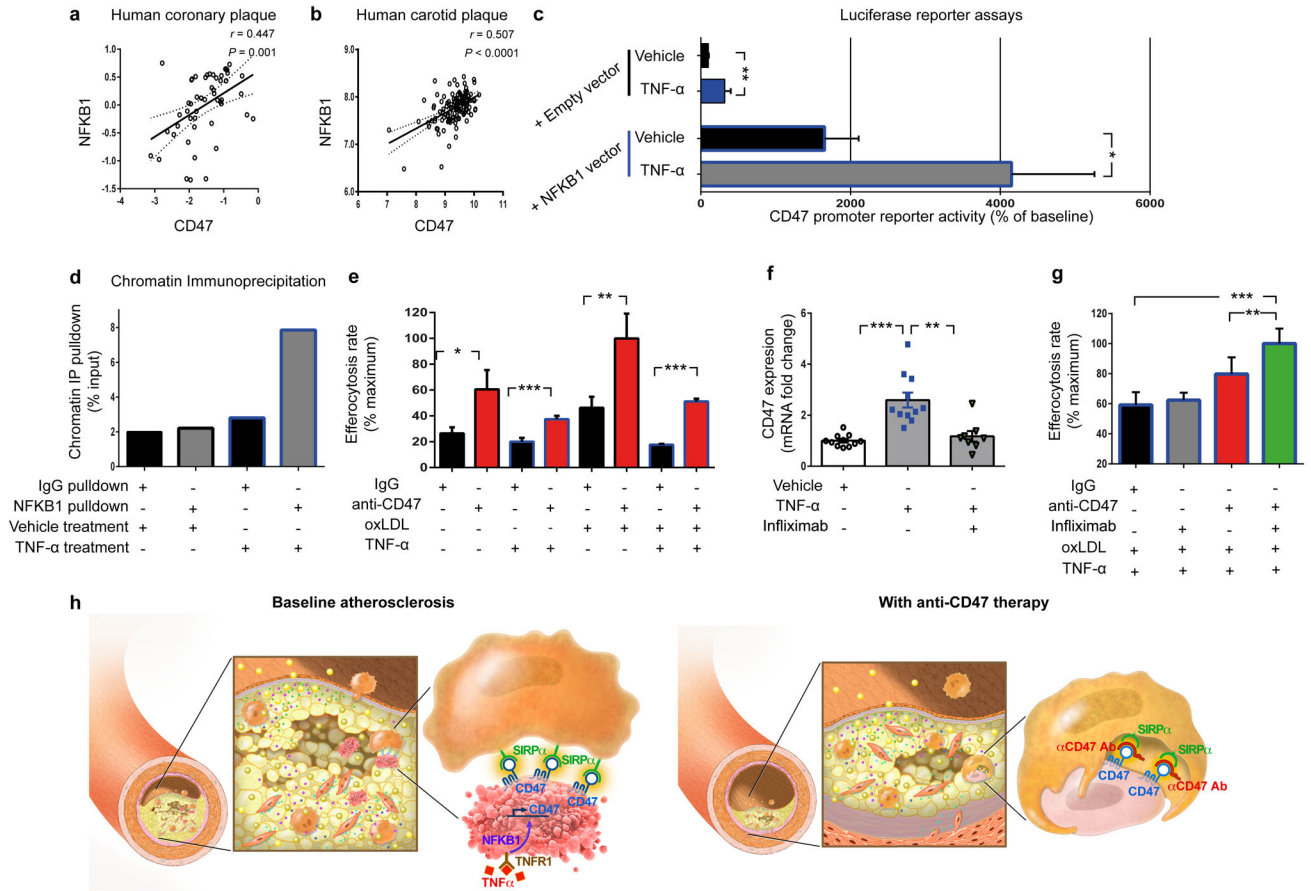 a Human coronary plaque
r = 0.447
P = 0.001
NFKB1
1.0
0.5
0.0
-0.5
-1.0
-1.5
-4 -3 -2 -1 0
CD47
b Human carotid plaque
r = 0.507
P < 0.0001
NFKB1
9.0
8.0
7.0
6.0
6 7 8 9 10 11
CD47
c Luciferase reporter assays
+ Empty vector
Vehicle
TNF-α
**
+ NFKB1 vector
Vehicle
TNF-α
*
0 2000 4000 6000
CD47 promoter reporter activity (% of baseline)
d Chromatin Immunoprecipitation
Chromatin IP pulldown
(% input)
8
6
4
2
0
IgG pulldown + - + -
NFKB1 pulldown - + - +
Vehicle treatment + + - -
TNF-α treatment - - + +
e
Efferocytosis rate
(% maximum)
120
100
80
60
40
20
0
* *** ** ***
IgG + - + - + - + -
anti-CD47 - + - + - + - +
oxLDL - - - - + + + +
TNF-α - - + + - - + +
f
CD47 expresion
(mRNA fold change)
6
4
2
0
*** **
Vehicle + - -
TNF-α - + +
Infliximab - - +
g
Efferocytosis rate
(% maximum)
120
100
80
60
40
20
***
**
IgG + - - -
anti-CD47 - - + +
Infliximab - + - +
oxLDL + + + +
TNF-α + + + +
h Baseline atherosclerosis
SIRPα
SIRPα
SIRPα
CD47
CD47
CD47
CD47
NFKB1
TNFR1
TNFα
With anti-CD47 therapy
SIRPα
αCD47 Ab
SIRPα
CD47
CD47
αCD47 Ab